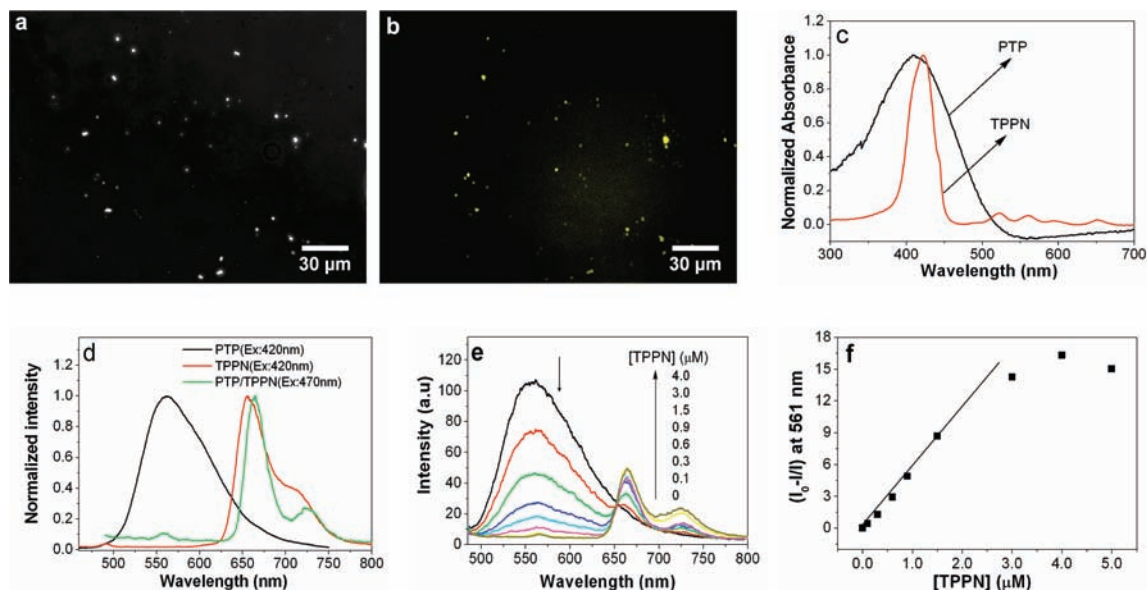 a
30 µm
b
30 µm
c
PTP
TPPN
Normalized Absorbance
1.2
1.0
0.8
0.6
0.4
0.2
0.0
300 400 500 600 700
Wavelength (nm)
d
PTP(Ex:420nm)
TPPN(Ex:420nm)
PTP/TPPN(Ex:470nm)
Normalized intensity
1.0
0.8
0.6
0.4
0.2
0.0
500 550 600 650 700 750 800
Wavelength (nm)
e
[TPPN] (µM)
4.0
3.0
1.5
0.9
0.6
0.3
0.1
0
Intensity (a.u)
120
100
80
60
40
20
0
500 550 600 650 700 750 800
Wavelength (nm)
f
(I₀-I/I) at 561 nm
18
15
12
9
6
3
0
0.0 1.0 2.0 3.0 4.0 5.0
[TPPN] (µM)